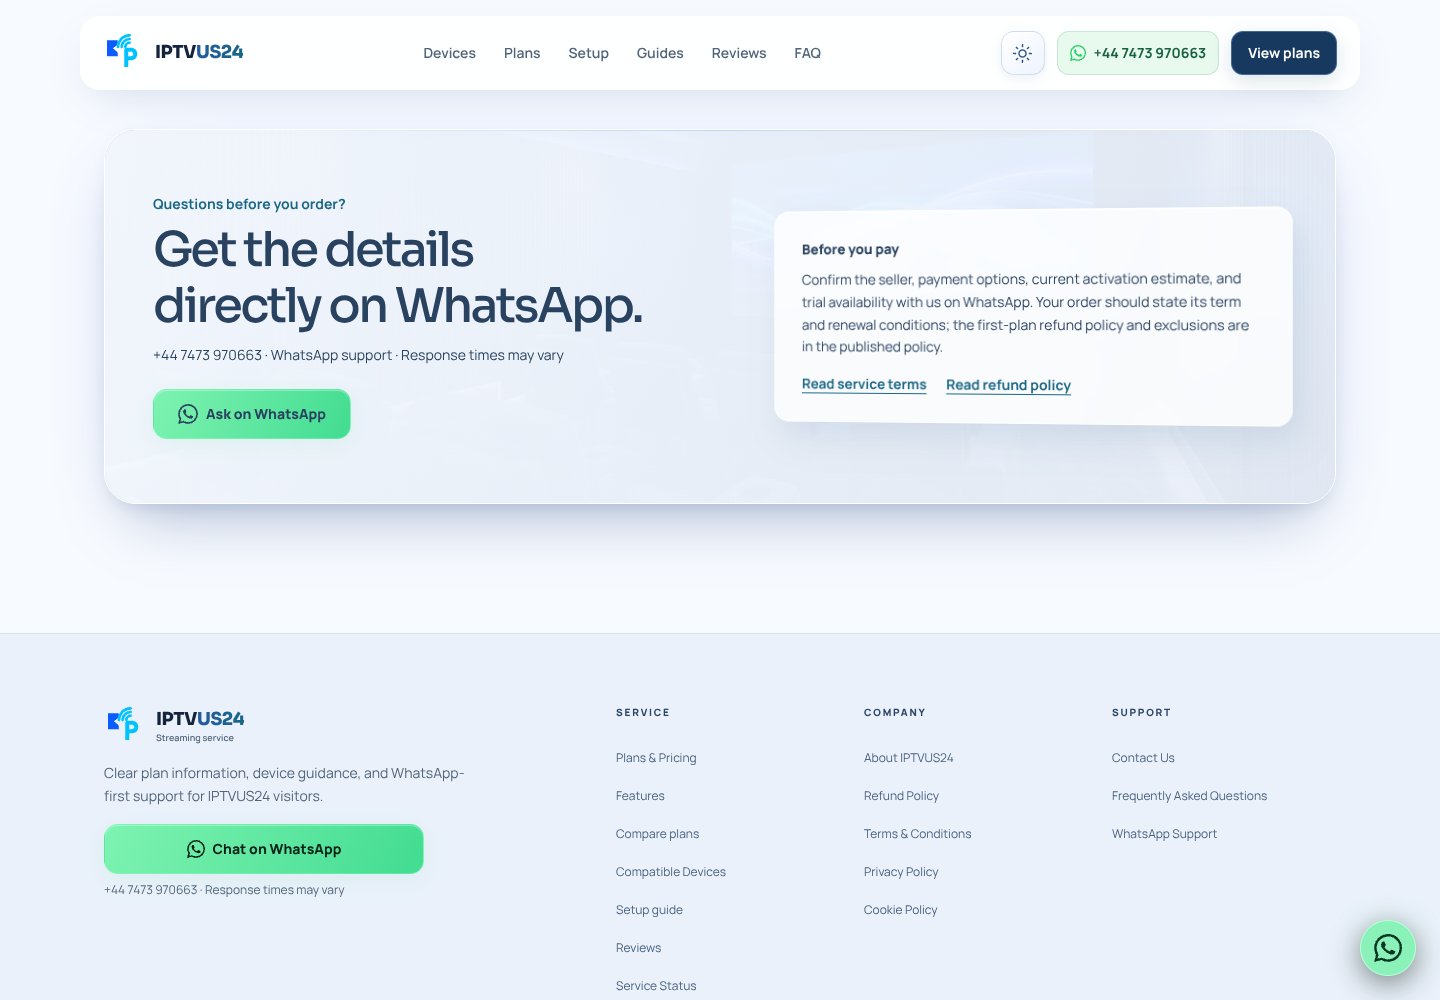 IPTVUS24
Devices
Plans
Setup
Guides
Reviews
FAQ
+44 7473 970663
View plans
Questions before you order?
Get the details
directly on WhatsApp.
+44 7473 970663 · WhatsApp support · Response times may vary
Ask on WhatsApp
Before you pay
Confirm the seller, payment options, current activation estimate, and
trial availability with us on WhatsApp. Your order should state its term
and renewal conditions; the first-plan refund policy and exclusions are
in the published policy.
Read service terms
Read refund policy
IPTVUS24
Streaming service
Clear plan information, device guidance, and WhatsApp-
first support for IPTVUS24 visitors.
Chat on WhatsApp
+44 7473 970663 · Response times may vary
SERVICE
Plans & Pricing
Features
Compare plans
Compatible Devices
Setup guide
Reviews
Service Status
COMPANY
About IPTVUS24
Refund Policy
Terms & Conditions
Privacy Policy
Cookie Policy
SUPPORT
Contact Us
Frequently Asked Questions
WhatsApp Support